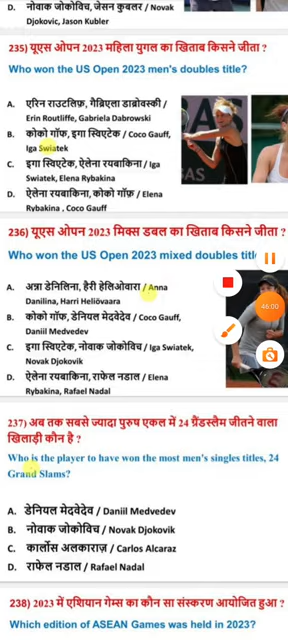 D. नोवाक जोकोविच, जेसन कुबलर / Novak
Djokovic, Jason Kubler
235) यूएस ओपन 2023 महिला युगल का खिताब किसने जीता ?
Who won the US Open 2023 men's doubles title?
A. एरिन राउटलिफ़, गैब्रिएला डाब्रोवस्की /
Erin Routliffe, Gabriela Dabrowski
B. कोको गॉफ, इगा स्विएटेक / Coco Gauff,
Iga Swiatek
C. इगा स्विएटेक, ऐलेना रयबाकिना / Iga
Swiatek, Elena Rybakina
D. ऐलेना रयबाकिना, कोको गॉफ़ / Elena
Rybakina , Coco Gauff
236) यूएस ओपन 2023 मिक्स डबल का खिताब किसने जीता ?
Who won the US Open 2023 mixed doubles titl
A. अन्ना डेनिलिना, हैरी हेलिओवारा / Anna
Danilina, Harri Heliövaara
B. कोको गॉफ, डेनियल मेदवेदेव / Coco Gauff,
Daniil Medvedev
C. इगा स्विएटेक, नोवाक जोकोविच / Iga Swiatek,
Novak Djokovik
D. ऐलेना रयबाकिना, राफेल नडाल / Elena
Rybakina, Rafael Nadal
46:00
237) अब तक सबसे ज्यादा पुरुष एकल में 24 ग्रैंडस्लैम जीतने वाला
खिलाड़ी कौन है ?
Who is the player to have won the most men's singles titles, 24
Grand Slams?
A. डेनियल मेदवेदेव / Daniil Medvedev
B. नोवाक जोकोविच / Novak Djokovik
C. कार्लोस अलकाराज़ / Carlos Alcaraz
D. राफेल नडाल / Rafael Nadal
238) 2023 में एशियान गेम्स का कौन सा संस्करण आयोजित हुआ ?
Which edition of ASEAN Games was held in 2023?